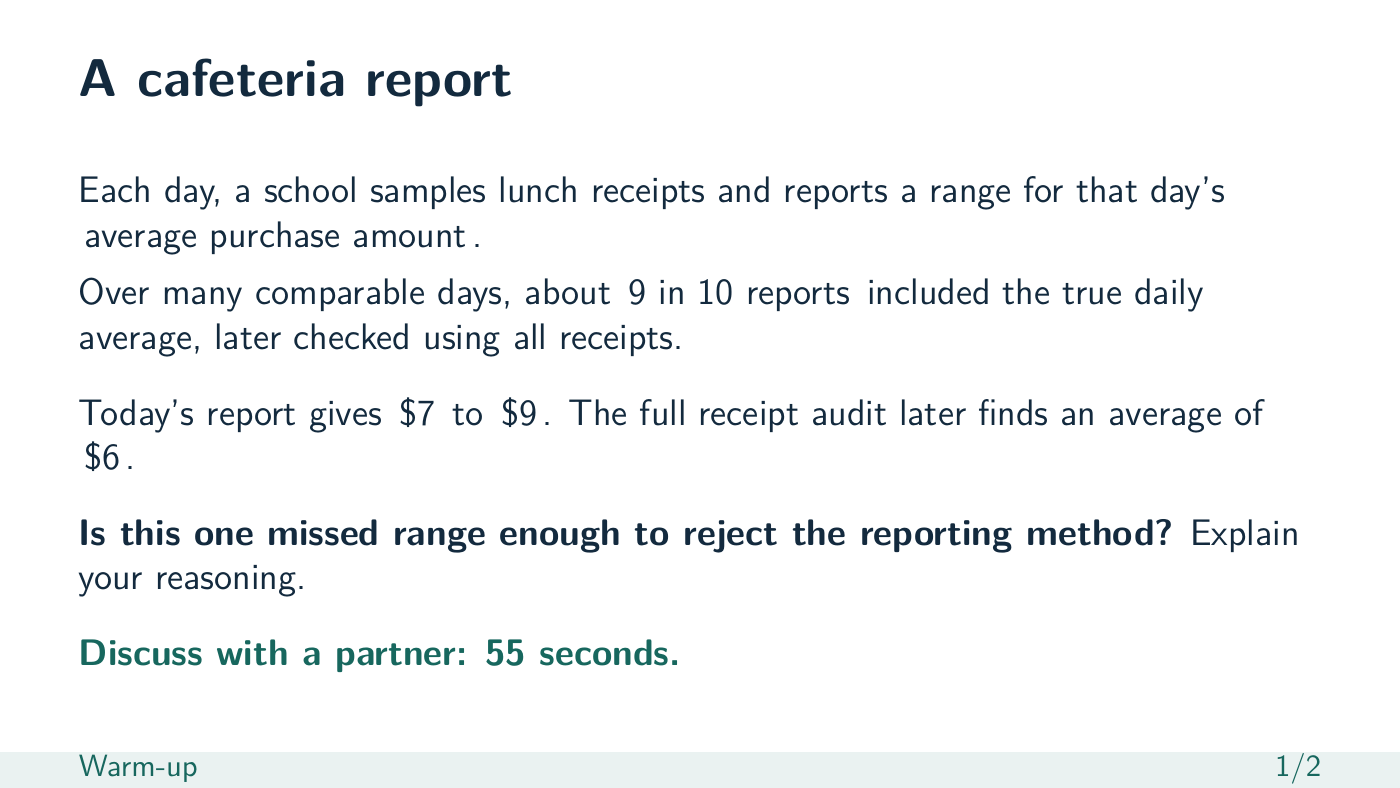 A cafeteria report
Each day, a school samples lunch receipts and reports a range for that day's
average purchase amount.
Over many comparable days, about 9 in 10 reports included the true daily
average, later checked using all receipts.
Today's report gives $7 to $9. The full receipt audit later finds an average of
$6.
Is this one missed range enough to reject the reporting method? Explain
your reasoning.
Discuss with a partner: 55 seconds.
Warm-up 1/2